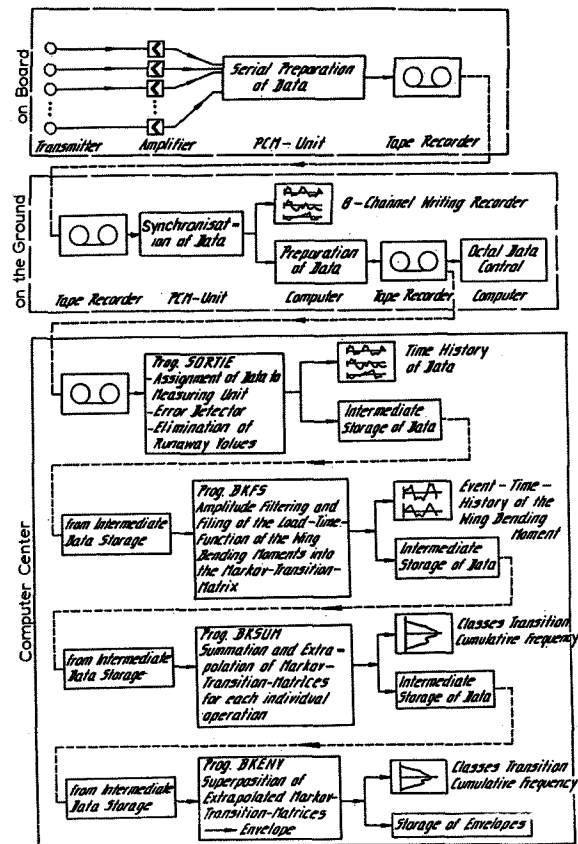 on Board
Serial Preparation
of Data
Transmitter
Amplifier
PCM-Unit
Tape Recorder
on the Ground
Synchronisat-
ion of Data
8-Channel Writing Recorder
Preparation
of Data
Octal Data
Control
Tape Recorder
PCM-Unit
Computer
Tape Recorder
Computer
Computer Center
Prog. SORTIE
-Assignment of Data to
Measuring Unit
-Error Detector
-Elimination of
Runaway Values
Time History
of Data
Intermediate
Storage of Data
from Intermediate
Data Storage
Prog. BKFS
Amplitude Filtering and
Filing of the Load-Time-
Function of the Wing
Bending Moments into
the Markov-Transition-
Matrix
Event-Time-
History of the
Wing Bending
Moment
Intermediate
Storage of Data
from Intermediate
Data Storage
Prog. BKSUM
Summation and Extra-
polation of Markov-
Transition-Matrices
for each individual
operation
Classes Transition
Cumulative Frequency
Intermediate
Storage of Data
from Intermediate
Data Storage
Prog. BKENV
Superposition of
Extrapolated Markov-
Transition-Matrices
Envelope
Classes Transition
Cumulative Frequency
Storage of Envelopes